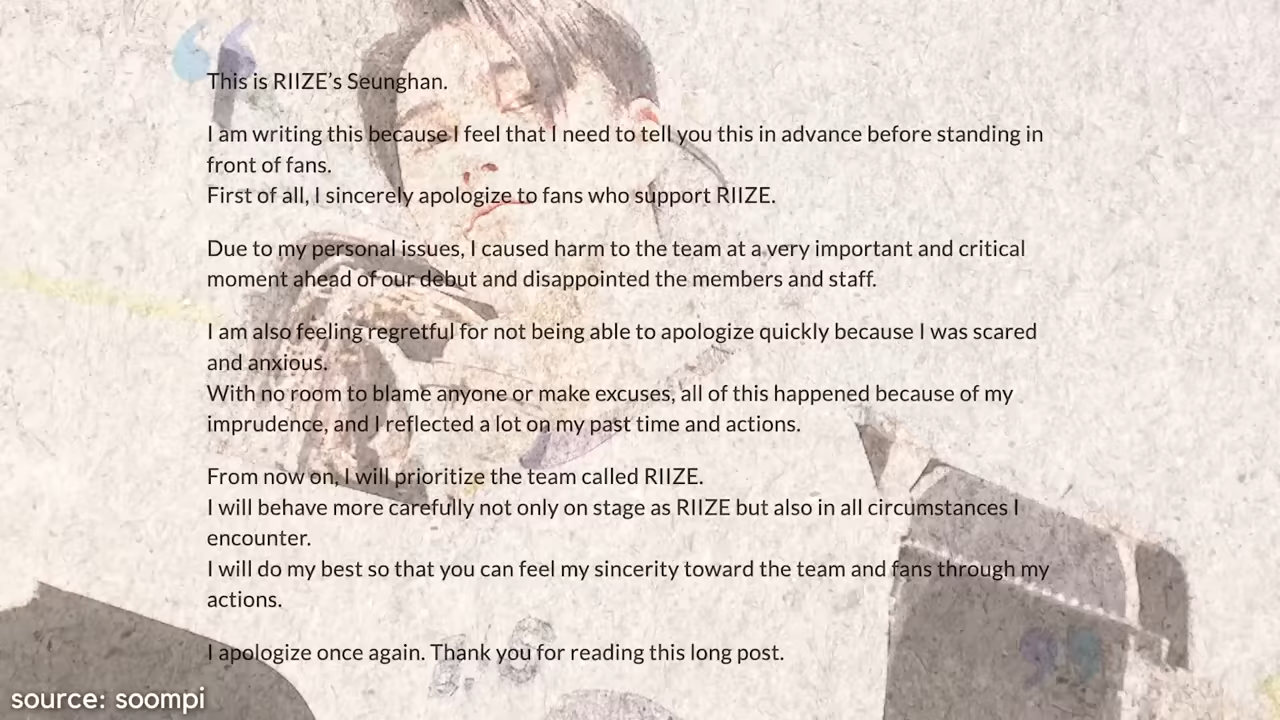 This is RIIZE’s Seunghan.
I am writing this because I feel that I need to tell you this in advance before standing in
front of fans.
First of all, I sincerely apologize to fans who support RIIZE.
Due to my personal issues, I caused harm to the team at a very important and critical
moment ahead of our debut and disappointed the members and staff.
I am also feeling regretful for not being able to apologize quickly because I was scared
and anxious.
With no room to blame anyone or make excuses, all of this happened because of my
imprudence, and I reflected a lot on my past time and actions.
From now on, I will prioritize the team called RIIZE.
I will behave more carefully not only on stage as RIIZE but also in all circumstances I
encounter.
I will do my best so that you can feel my sincerity toward the team and fans through my
actions.
I apologize once again. Thank you for reading this long post.
source: soompi